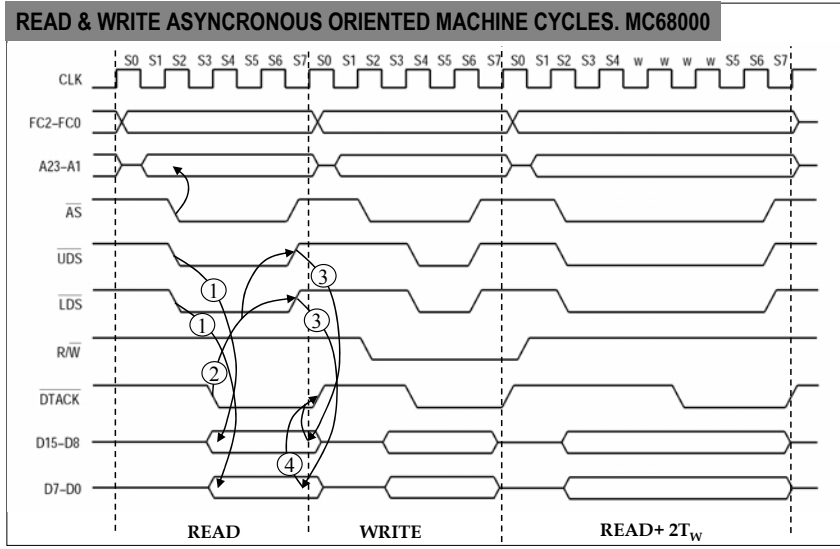 READ & WRITE ASYNCRONOUS ORIENTED MACHINE CYCLES. MC68000
S0 S1 S2 S3 S4 S5 S6 S7 S0 S1 S2 S3 S4 S5 S6 S7 S0 S1 S2 S3 S4 w w w w S5 S6 S7
CLK
FC2–FC0
A23–A1
AS
UDS
1
3
LDS
1
3
R/W
2
DTACK
D15–D8
4
D7–D0
READ WRITE READ+ 2TW